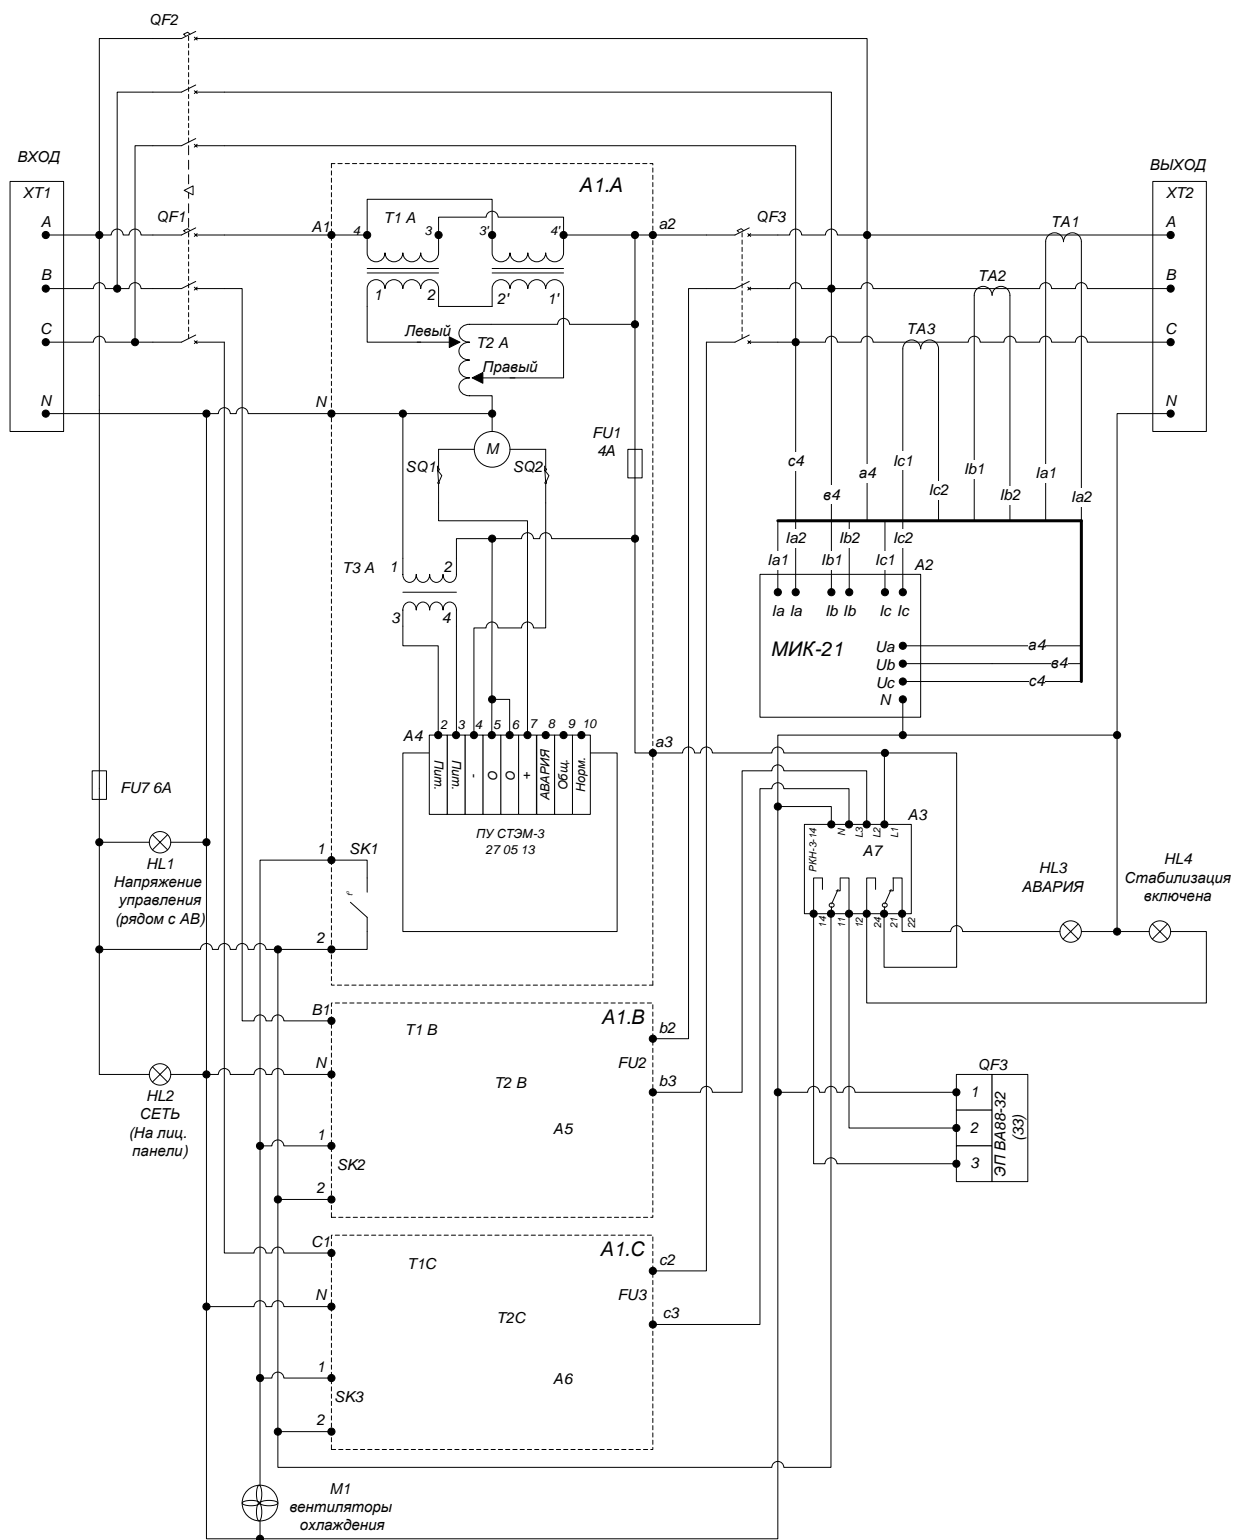 QF2
ВХОД
XT1
A
B
C
N
QF1
A1
A1.A
T1 A
4
3
3'
4'
1
2
2'
1'
Левый
T2 A
Правый
N
M
SQ1
SQ2
FU1
4A
a2
QF3
ВЫХОД
XT2
A
B
C
N
TA1
TA2
TA3
c4
в4
a4
Ic1
Ic2
Ib1
Ib2
Ia1
Ia2
Ia1
Ia2
Ib1
Ib2
Ic1
Ic2
A2
Ia
Ia
Ib
Ib
Ic
Ic
МИК-21
Ua
Ub
Uc
N
a4
в4
c4
T3 A
1
2
3
4
A4
2
3
4
5
6
7
8
9
10
Пит.
Пит.
-
О
О
+
АВАРИЯ
Общ.
Норм.
ПУ СТЭМ-3
27 05 13
a3
A3
РКН-3-14
N
L3
L2
L1
A7
14
11
12
24
21
22
FU7 6A
HL1
Напряжение
управления
(рядом с АВ)
1
SK1
t°
2
HL3
АВАРИЯ
HL4
Стабилизация
включена
B1
A1.B
T1 B
b2
N
T2 B
FU2
b3
HL2
СЕТЬ
(На лиц.
панели)
1
A5
SK2
2
QF3
1
2
3
ЭП ВА88-32
(33)
C1
A1.C
T1C
c2
N
T2C
FU3
c3
1
A6
SK3
2
M1
вентиляторы
охлаждения